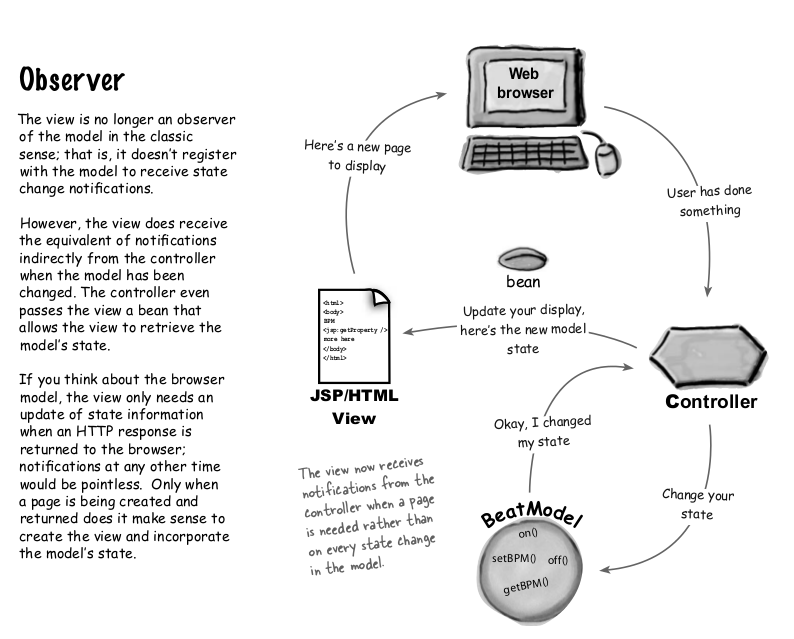 Observer
The view is no longer an observer
of the model in the classic
sense; that is, it doesn't register
with the model to receive state
change notifications.
However, the view does receive
the equivalent of notifications
indirectly from the controller
when the model has been
changed. The controller even
passes the view a bean that
allows the view to retrieve the
model's state.
If you think about the browser
model, the view only needs an
update of state information
when an HTTP response is
returned to the browser;
notifications at any other time
would be pointless. Only when
a page is being created and
returned does it make sense to
create the view and incorporate
the model's state.
Web
browser
Here's a new page
to display
User has done
something
bean
Update your display,
here's the new model
state
<html>
<body>
BPM
<jsp:getProperty />
more here
</body>
</html>
JSP/HTML
View
Controller
Okay, I changed
my state
Change your
state
The view now receives
notifications from the
controller when a page
is needed rather than
on every state change
in the model.
BeatModel
on()
setBPM() off()
getBPM()